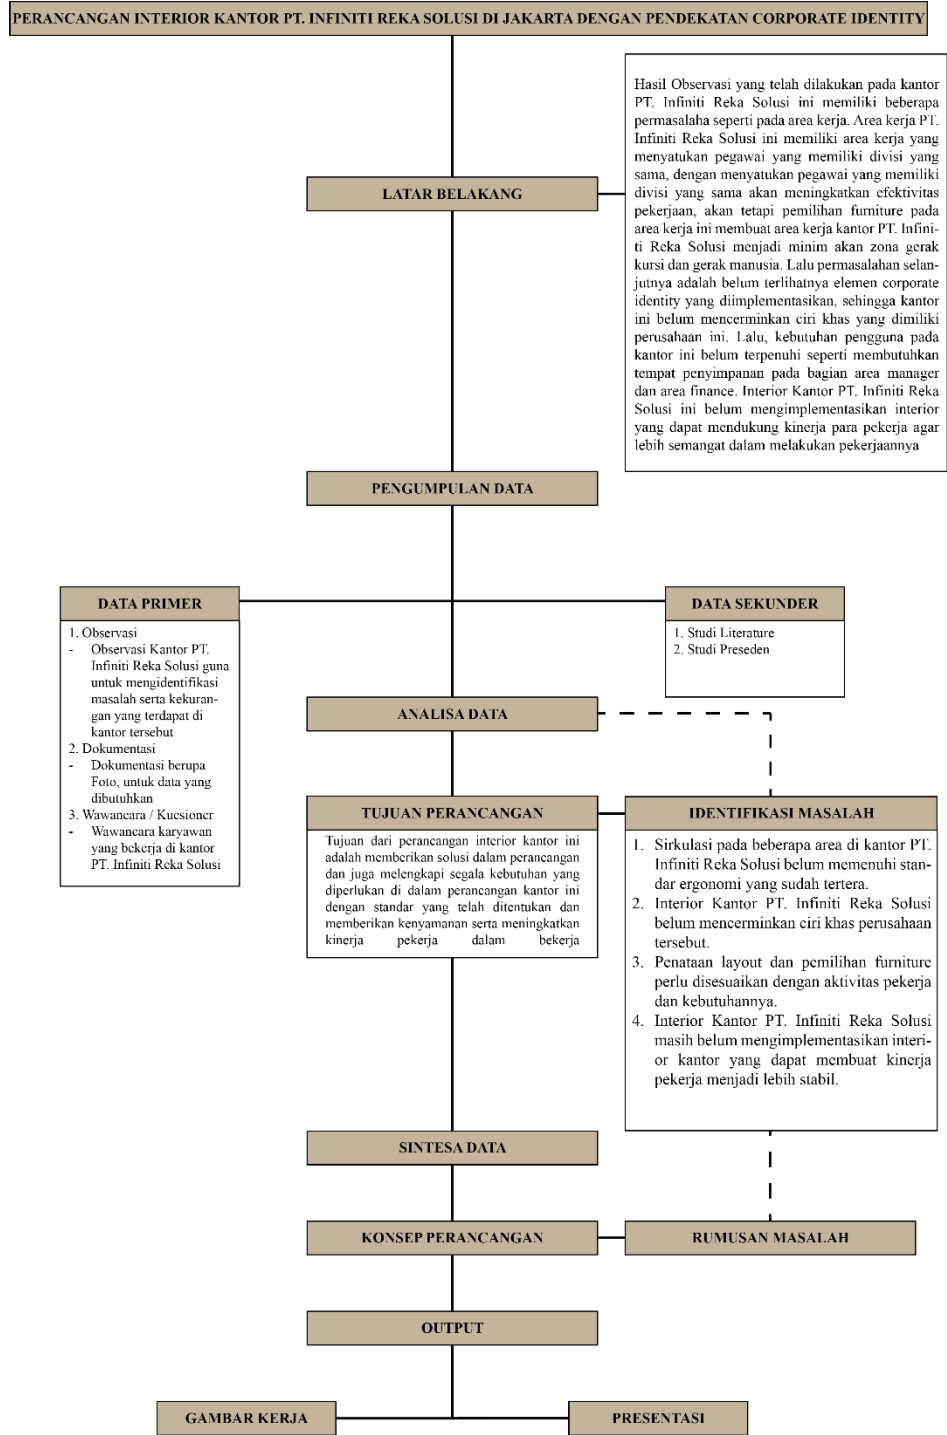 PERANCANGAN INTERIOR KANTOR PT. INFINITI REKA SOLUSI DI JAKARTA DENGAN PENDEKATAN CORPORATE IDENTITY
LATAR BELAKANG
Hasil Observasi yang telah dilakukan pada kantor
PT. Infiniti Reka Solusi ini memiliki beberapa
permasalaha seperti pada area kerja. Area kerja PT.
Infiniti Reka Solusi ini memiliki area kerja yang
menyatukan pegawai yang memiliki divisi yang
sama, dengan menyatukan pegawai yang memiliki
divisi yang sama akan meningkatkan efektivitas
pekerjaan, akan tetapi pemilihan furniture pada
area kerja ini membuat area kerja kantor PT. Infini-
ti Reka Solusi menjadi minim akan zona gerak
kursi dan gerak manusia. Lalu permasalahan selan-
jutnya adalah belum terlihatnya elemen corporate
identity yang diimplementasikan, sehingga kantor
ini belum mencerminkan ciri khas yang dimiliki
perusahaan ini. Lalu, kebutuhan pengguna pada
kantor ini belum terpenuhi seperti membutuhkan
tempat penyimpanan pada bagian area manager
dan area finance. Interior Kantor PT. Infiniti Reka
Solusi ini belum mengimplementasikan interior
yang dapat mendukung kinerja para pekerja agar
lebih semangat dalam melakukan pekerjaannya
PENGUMPULAN DATA
DATA PRIMER
1. Observasi
- Observasi Kantor PT.
Infiniti Reka Solusi guna
untuk mengidentifikasi
masalah serta kekuran-
gan yang terdapat di
kantor tersebut
2. Dokumentasi
- Dokumentasi berupa
Foto, untuk data yang
dibutuhkan
3. Wawancara / Kuesioner
- Wawancara karyawan
yang bekerja di kantor
PT. Infiniti Reka Solusi
DATA SEKUNDER
1. Studi Literature
2. Studi Preseden
ANALISA DATA
TUJUAN PERANCANGAN
Tujuan dari perancangan interior kantor ini
adalah memberikan solusi dalam perancangan
dan juga melengkapi segala kebutuhan yang
diperlukan di dalam perancangan kantor ini
dengan standar yang telah ditentukan dan
memberikan kenyamanan serta meningkatkan
kinerja pekerja dalam bekerja
IDENTIFIKASI MASALAH
1. Sirkulasi pada beberapa area di kantor PT.
Infiniti Reka Solusi belum memenuhi stan-
dar ergonomi yang sudah tertera.
2. Interior Kantor PT. Infiniti Reka Solusi
belum mencerminkan ciri khas perusahaan
tersebut.
3. Penataan layout dan pemilihan furniture
perlu disesuaikan dengan aktivitas pekerja
dan kebutuhannya.
4. Interior Kantor PT. Infiniti Reka Solusi
masih belum mengimplementasikan interi-
or kantor yang dapat membuat kinerja
pekerja menjadi lebih stabil.
SINTESA DATA
KONSEP PERANCANGAN
RUMUSAN MASALAH
OUTPUT
GAMBAR KERJA
PRESENTASI